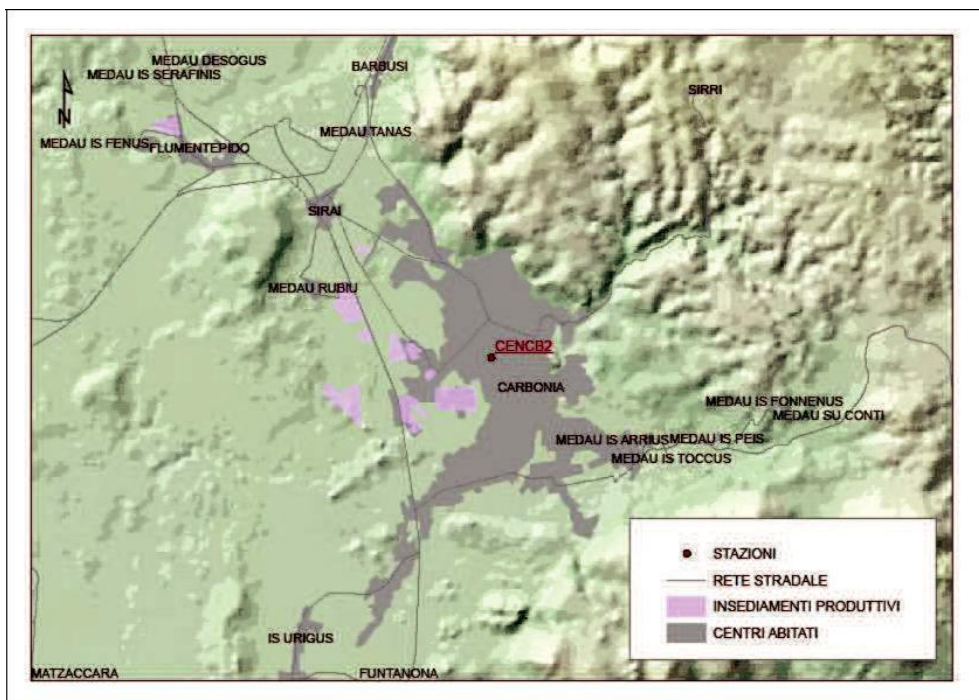 MEDAU DESOGUS
MEDAU IS SERAFINIS
BARBUSI
SIRRI
N
MEDAU TANAS
MEDAU IS FENUS
FLUMENTEPIDO
SIRAI
MEDAU RUBIU
CENCB2
CARBONIA
MEDAU IS FONNENUS
MEDAU SU CONTI
MEDAU IS ARRIUS
MEDAU IS PEIS
MEDAU IS TOCCUS
STAZIONI
RETE STRADALE
INSEDIAMENTI PRODUTTIVI
CENTRI ABITATI
IS URIGUS
MATZACCARA
FUNTANONA